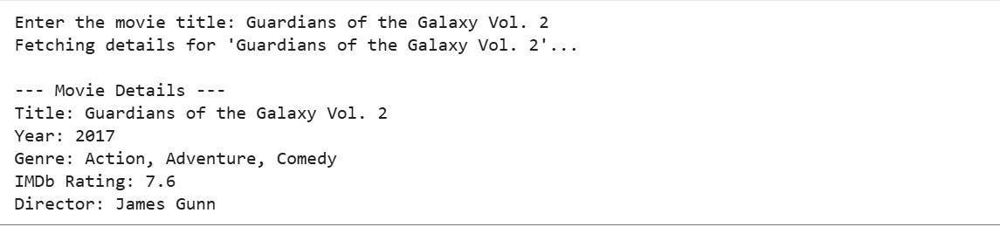 Enter the movie title: Guardians of the Galaxy Vol. 2
Fetching details for 'Guardians of the Galaxy Vol. 2'...
--- Movie Details ---
Title: Guardians of the Galaxy Vol. 2
Year: 2017
Genre: Action, Adventure, Comedy
IMDb Rating: 7.6
Director: James Gunn